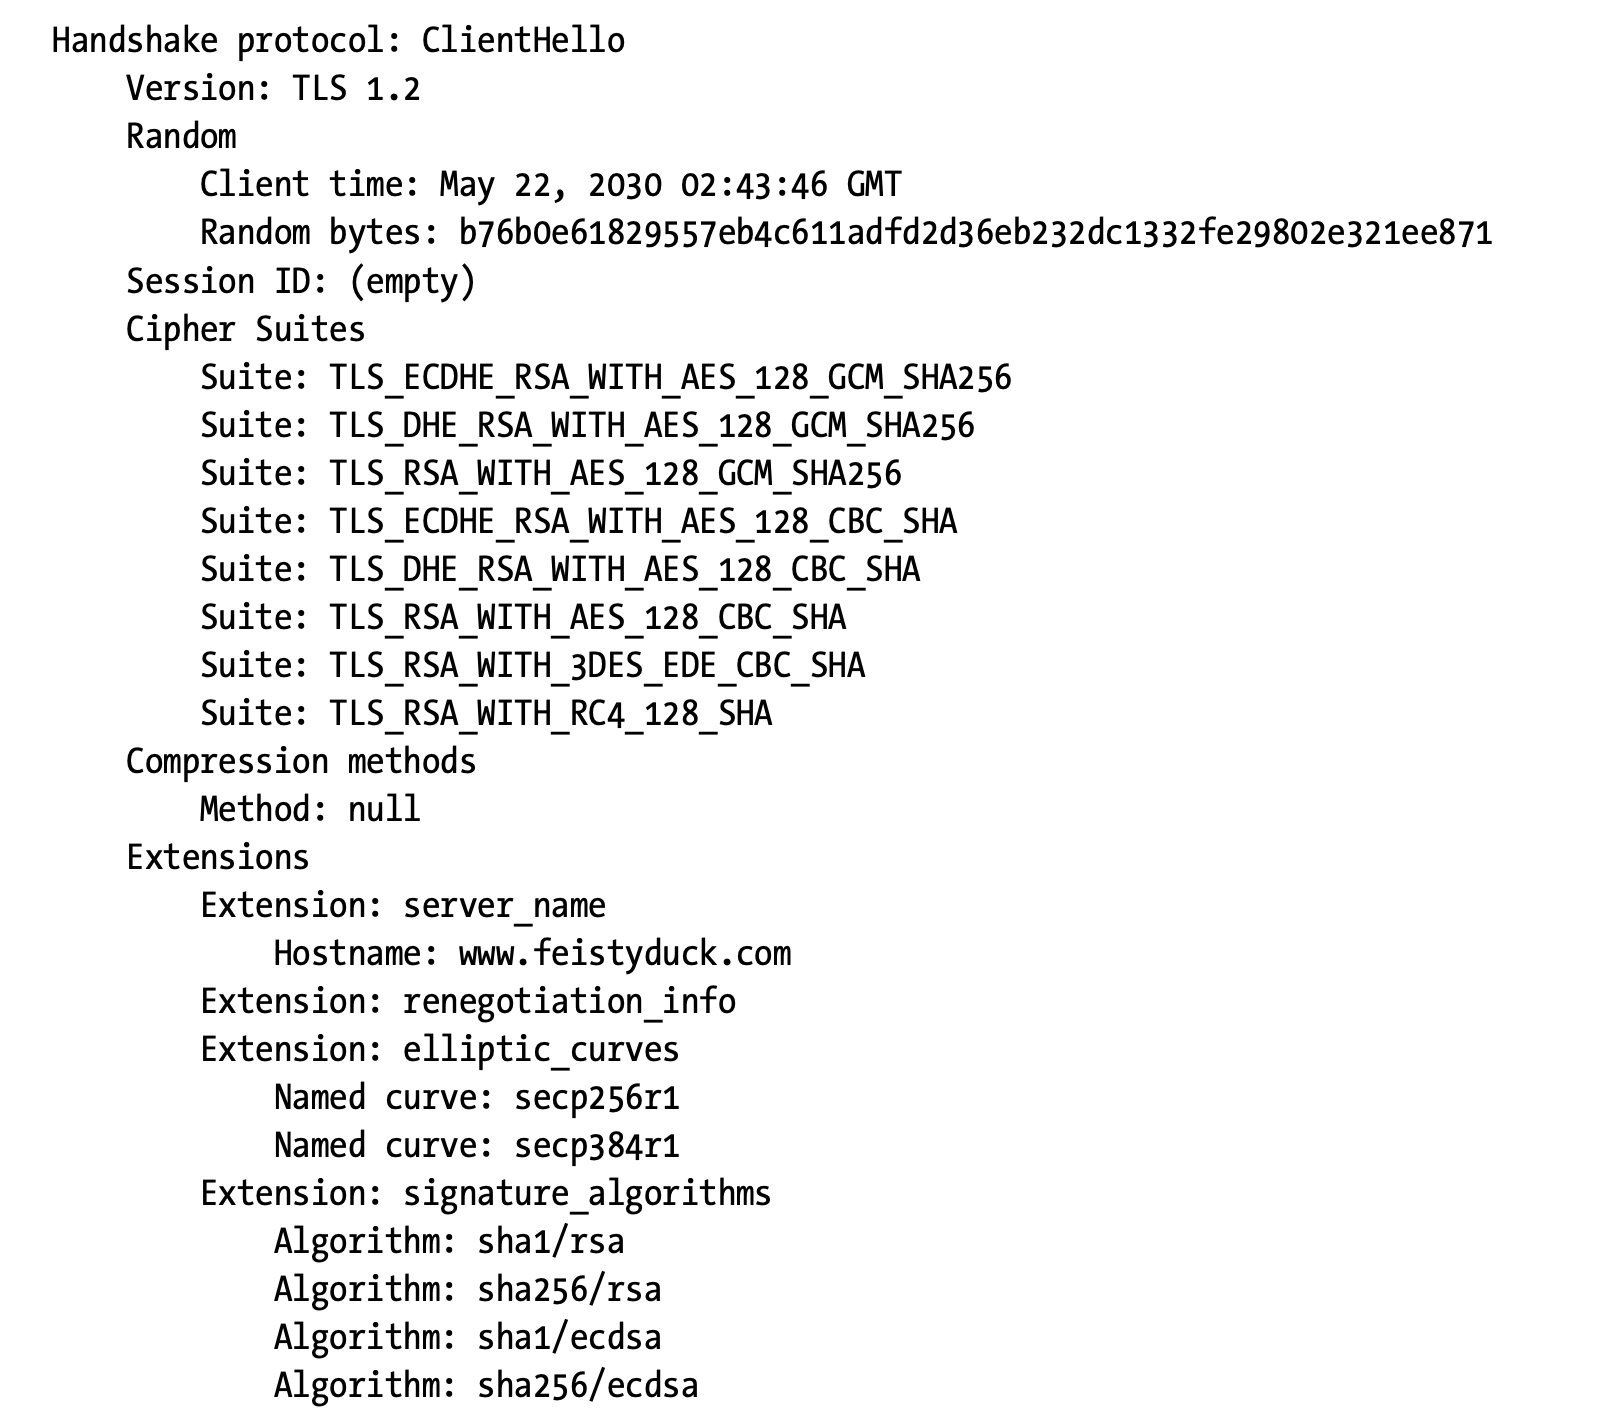 Handshake protocol: ClientHello
Version: TLS 1.2
Random
Client time: May 22, 2030 02:43:46 GMT
Random bytes: b76b0e61829557eb4c611adfd2d36eb232dc1332fe29802e321ee871
Session ID: (empty)
Cipher Suites
Suite: TLS_ECDHE_RSA_WITH_AES_128_GCM_SHA256
Suite: TLS_DHE_RSA_WITH_AES_128_GCM_SHA256
Suite: TLS_RSA_WITH_AES_128_GCM_SHA256
Suite: TLS_ECDHE_RSA_WITH_AES_128_CBC_SHA
Suite: TLS_DHE_RSA_WITH_AES_128_CBC_SHA
Suite: TLS_RSA_WITH_AES_128_CBC_SHA
Suite: TLS_RSA_WITH_3DES_EDE_CBC_SHA
Suite: TLS_RSA_WITH_RC4_128_SHA
Compression methods
Method: null
Extensions
Extension: server_name
Hostname: www.feistyduck.com
Extension: renegotiation_info
Extension: elliptic_curves
Named curve: secp256r1
Named curve: secp384r1
Extension: signature_algorithms
Algorithm: sha1/rsa
Algorithm: sha256/rsa
Algorithm: sha1/ecdsa
Algorithm: sha256/ecdsa